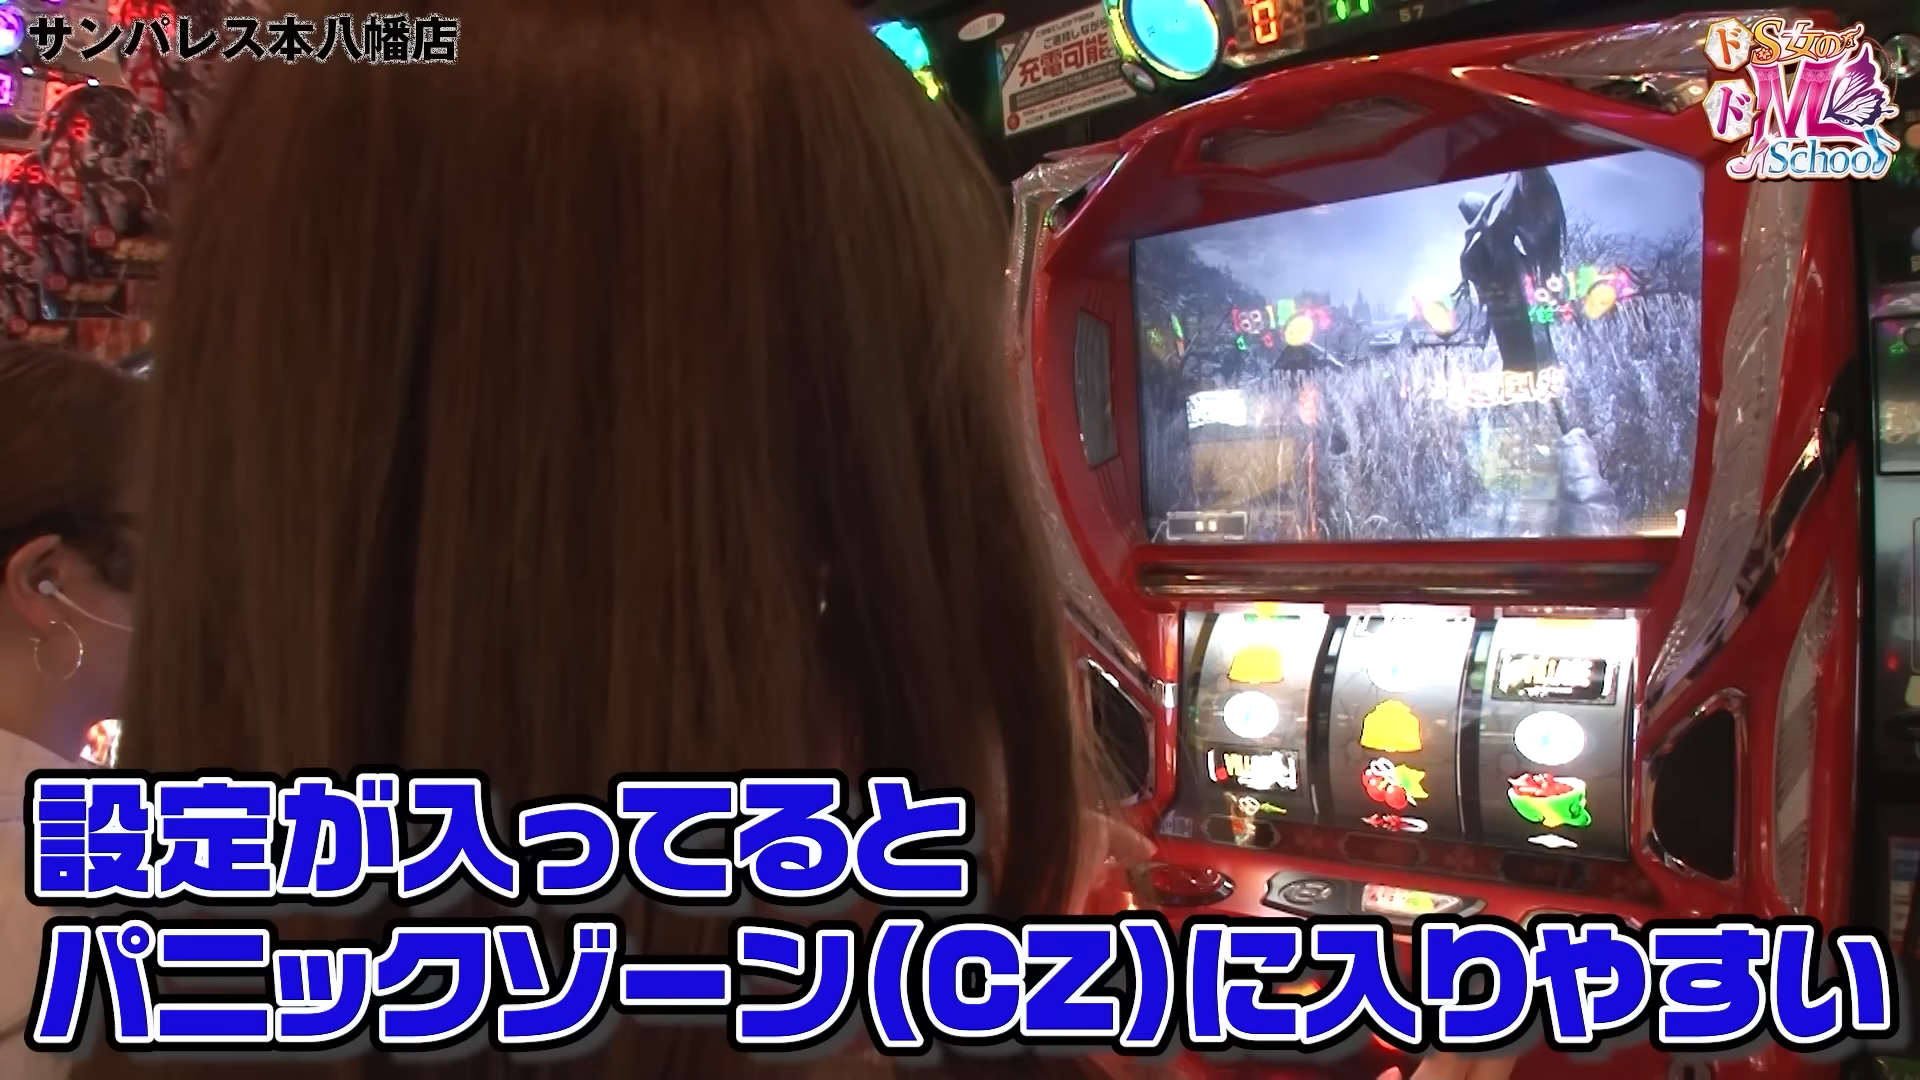 サンパレス本八幡店
ドS女の
ドM
School
充電可能
VILLAGE
設定が入ってると
パニックゾーン(CZ)に入りやすい